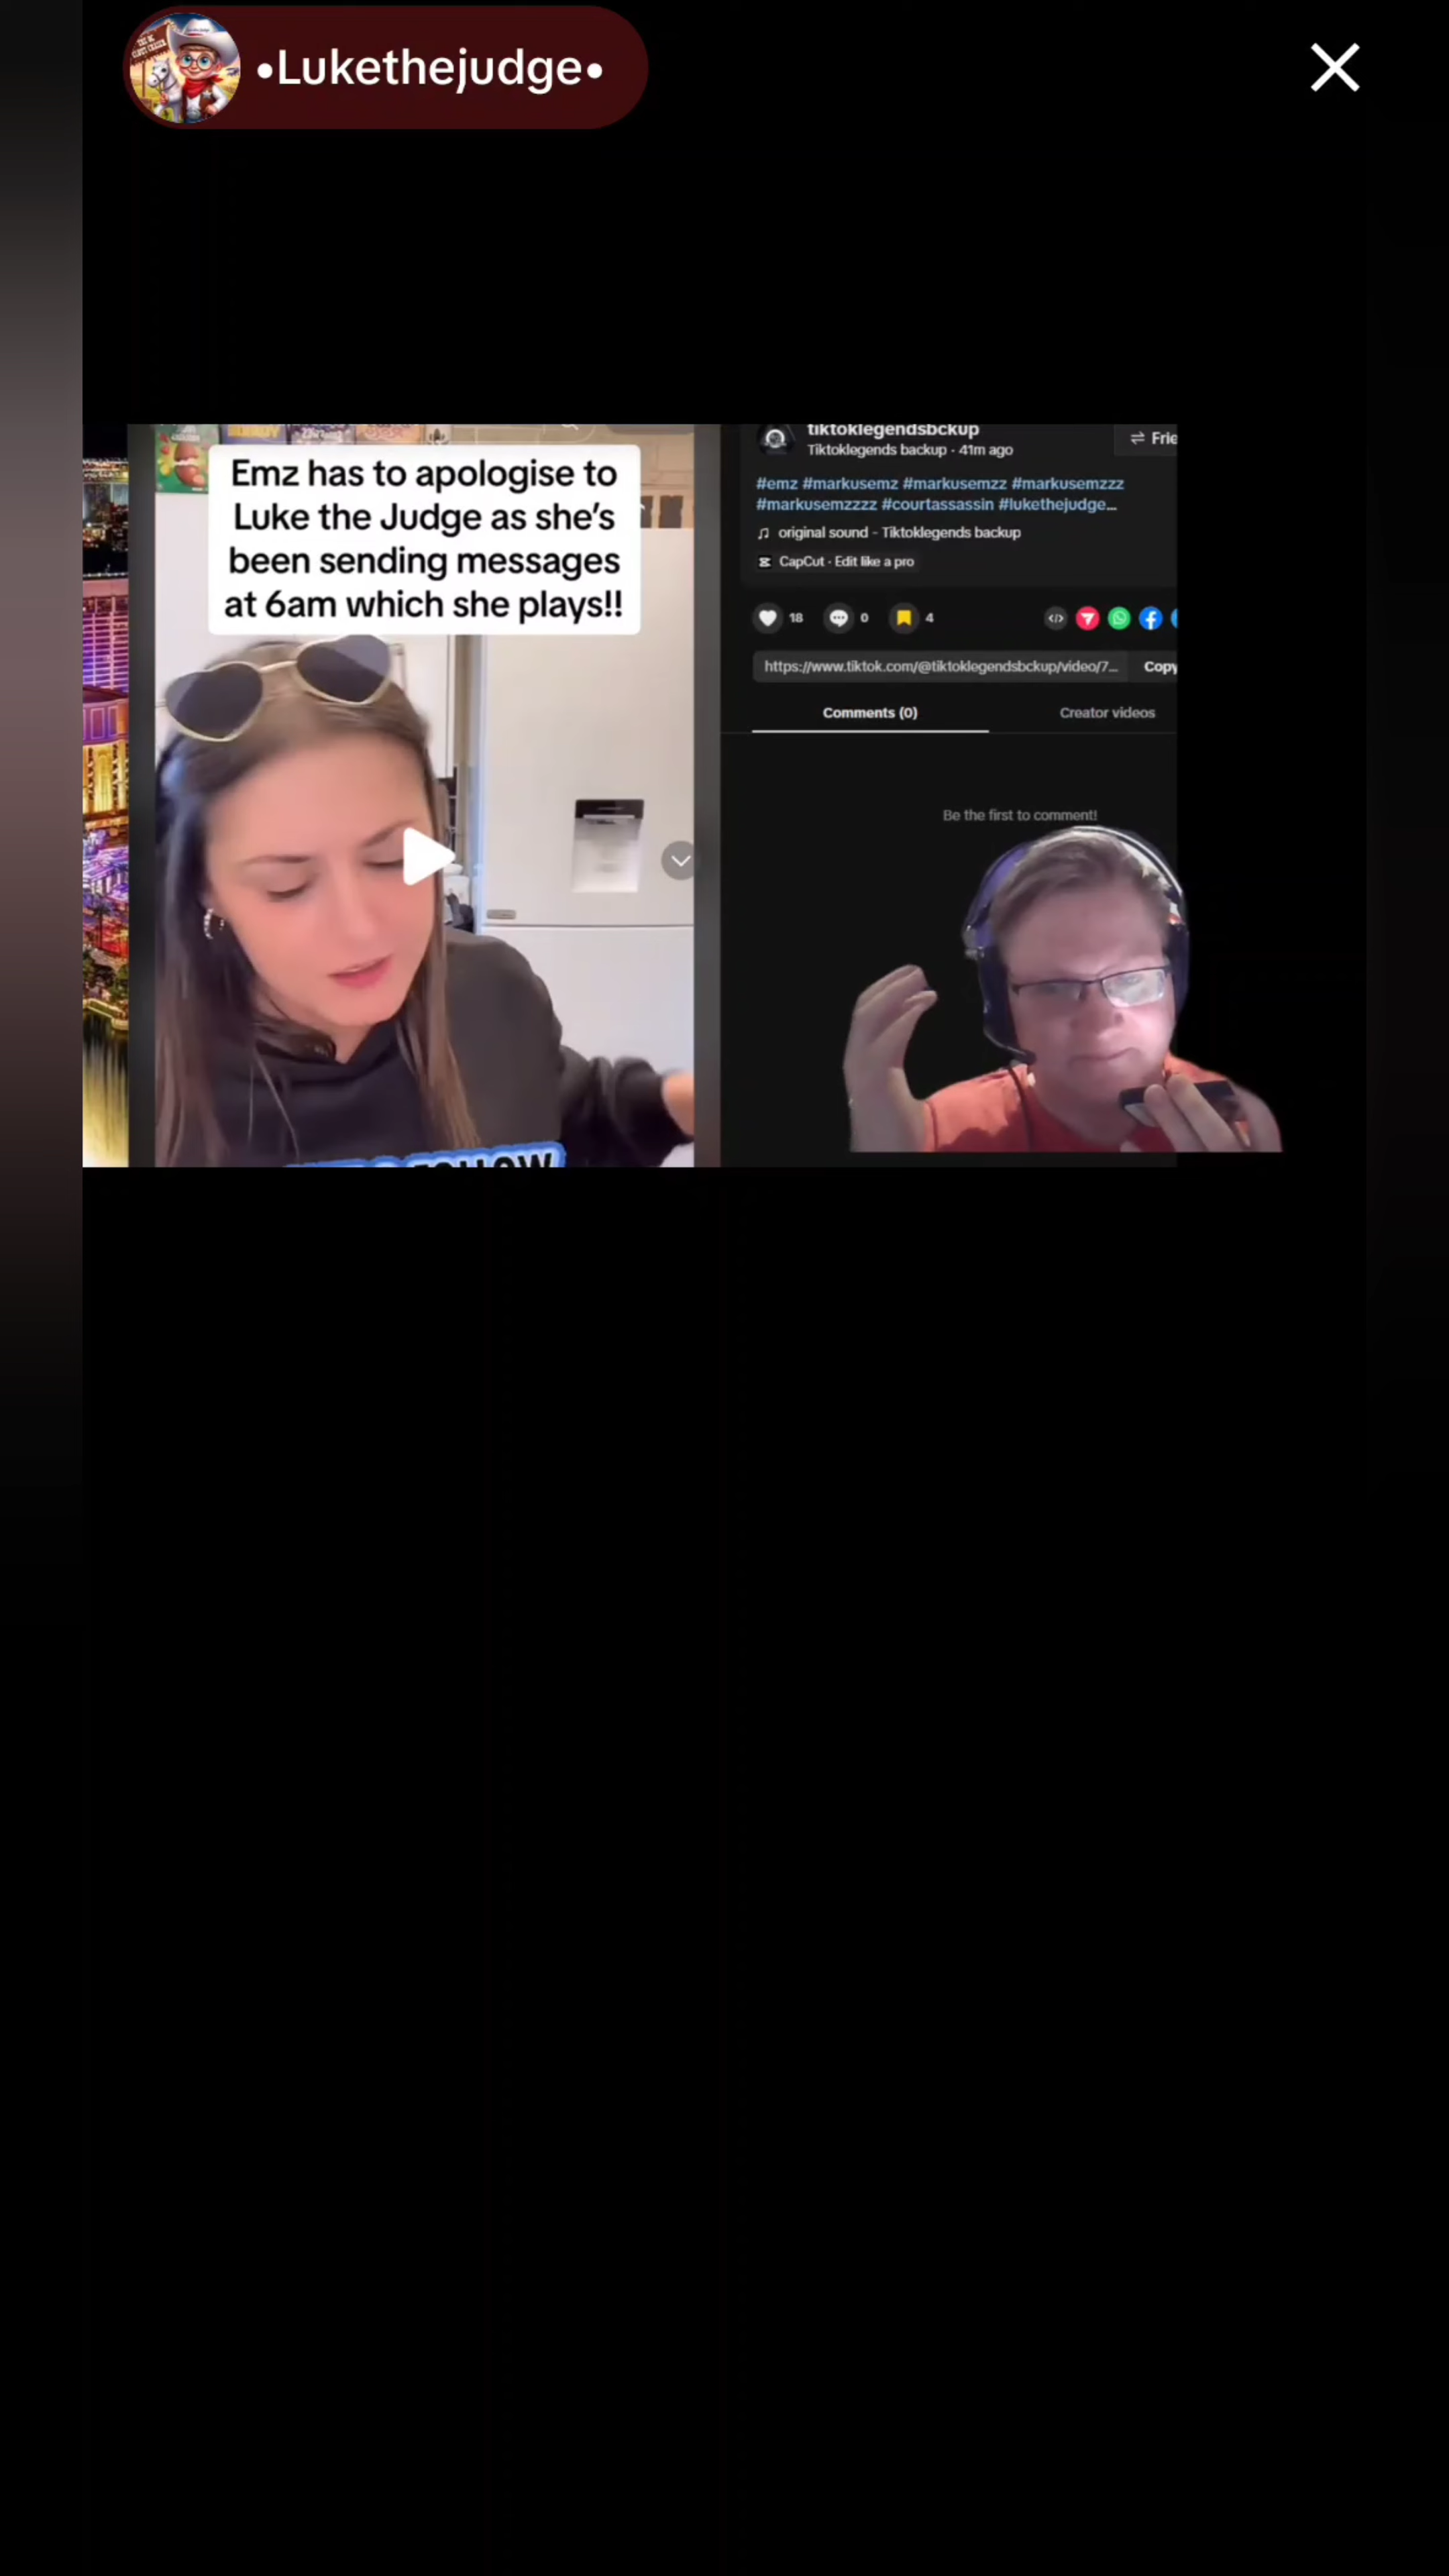 •Lukethejudge•
Emz has to apologise to
Luke the Judge as she's
been sending messages
at 6am which she plays!!
tiktoklegendsbckup
Tiktoklegends backup · 41m ago
Frie
#emz #markusemz #markusemzz #markusemzzz
#markusemzzzz #courtassassin #lukethejudge...
original sound - Tiktoklegends backup
CapCut · Edit like a pro
18
0
4
https://www.tiktok.com/@tiktoklegendsbckup/video/7...
Copy
Comments (0)
Creator videos
Be the first to comment!